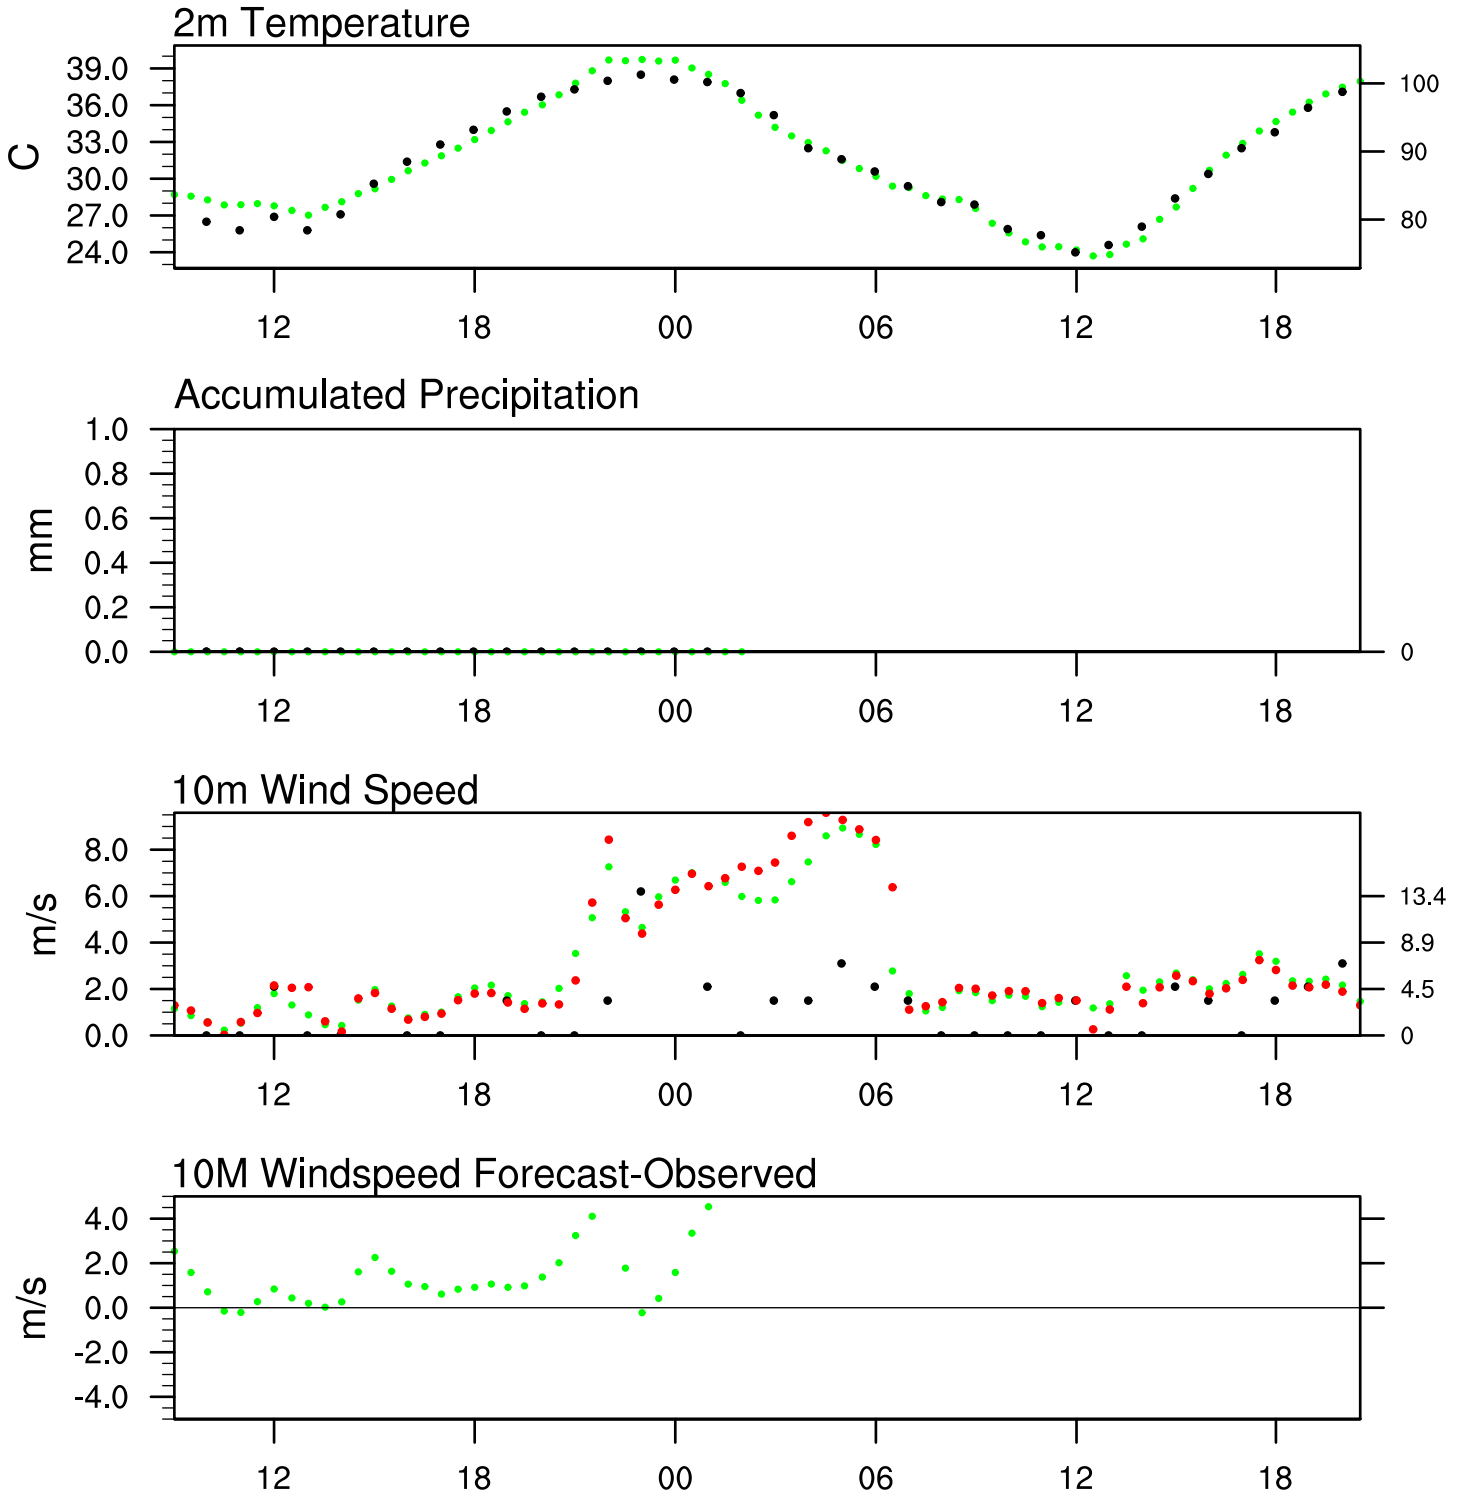 2m Temperature
39.0
36.0
33.0
30.0
27.0
24.0
C
100
90
80
12 18 00 06 12 18
Accumulated Precipitation
1.0
0.8
0.6
0.4
0.2
0.0
mm
0
12 18 00 06 12 18
10m Wind Speed
8.0
6.0
4.0
2.0
0.0
m/s
13.4
8.9
4.5
0
12 18 00 06 12 18
10M Windspeed Forecast-Observed
4.0
2.0
0.0
-2.0
-4.0
m/s
12 18 00 06 12 18